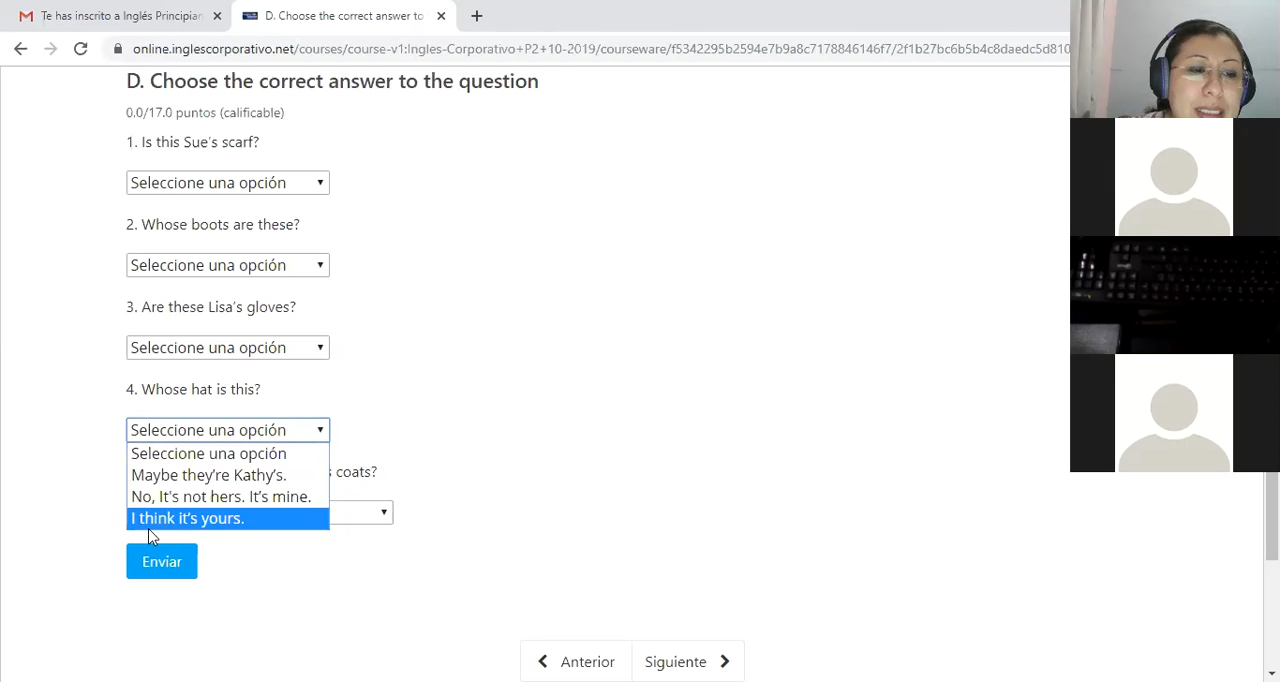 Te has inscrito a Inglés Principian
D. Choose the correct answer to
online.inglescorporativo.net/courses/course-v1:Ingles-Corporativo+P2+10-2019/courseware/f5342295b2594e7b9a8c7178846146f7/2f1b27bc6b5b4c8daedc5d810
D. Choose the correct answer to the question
0.0/17.0 puntos (calificable)
1. Is this Sue's scarf?
Seleccione una opción
2. Whose boots are these?
Seleccione una opción
3. Are these Lisa's gloves?
Seleccione una opción
4. Whose hat is this?
Seleccione una opción
Seleccione una opción
Maybe they're Kathy's.
s coats?
No, It's not hers. It's mine.
I think it's yours.
Enviar
Anterior
Siguiente